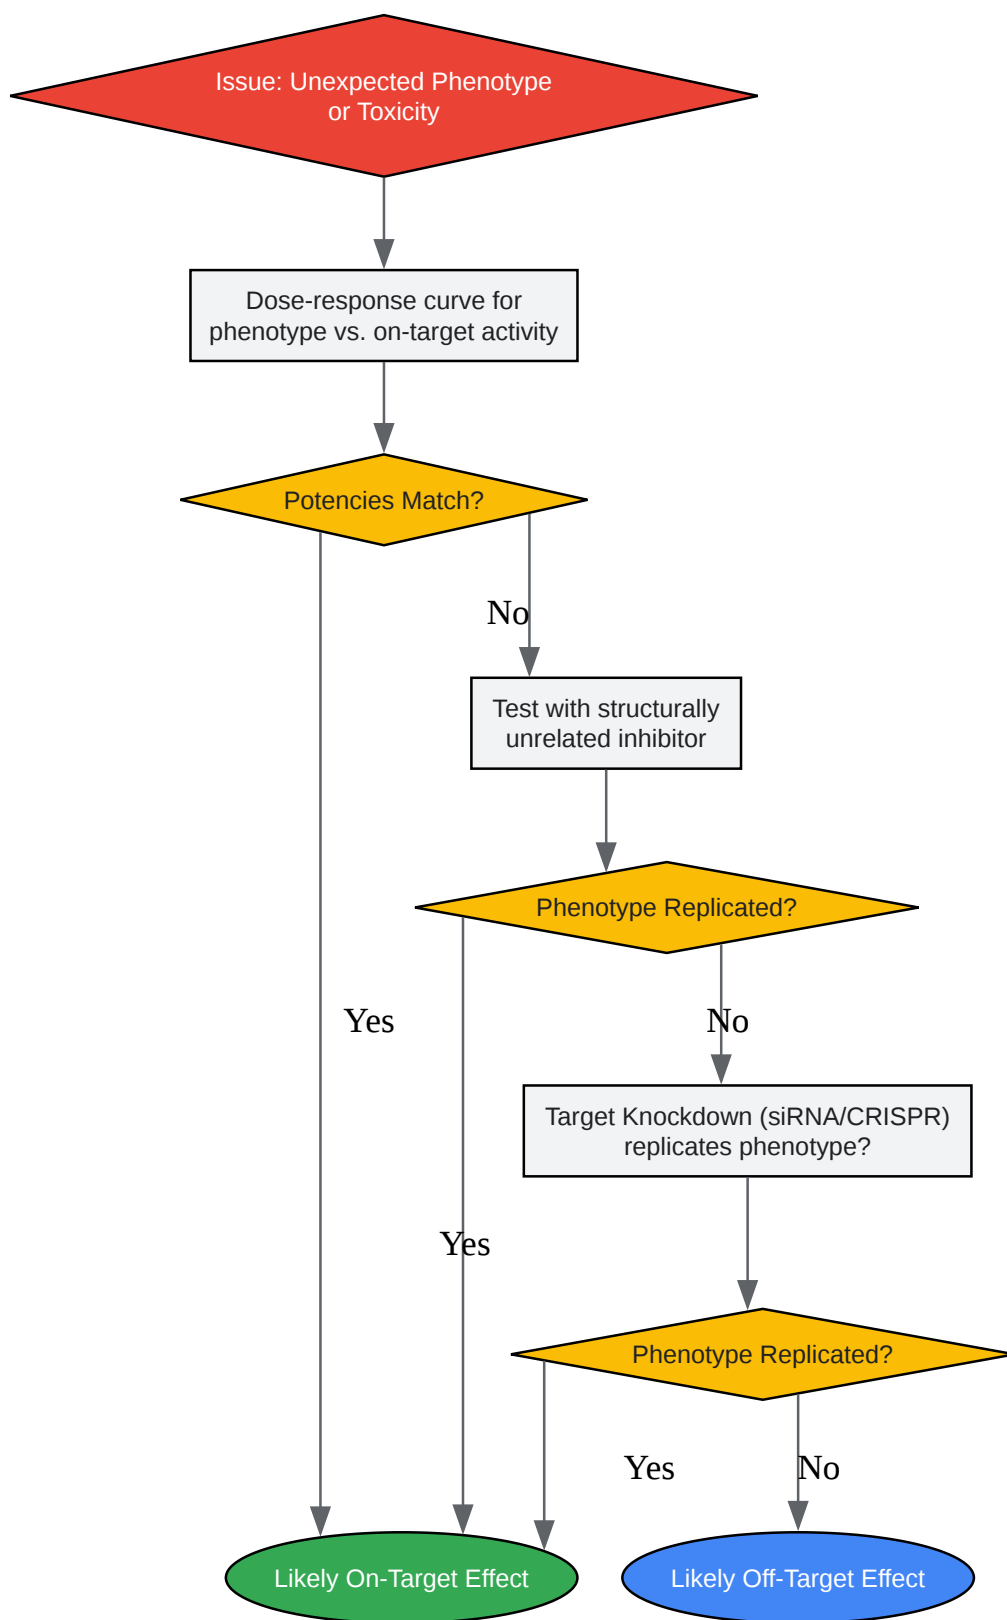 Issue: Unexpected Phenotype
or Toxicity
Dose-response curve for
phenotype vs. on-target activity
Potencies Match?
No
Test with structurally
unrelated inhibitor
Phenotype Replicated?
Yes
No
Target Knockdown (siRNA/CRISPR)
replicates phenotype?
Yes
Phenotype Replicated?
Yes
No
Likely On-Target Effect
Likely Off-Target Effect